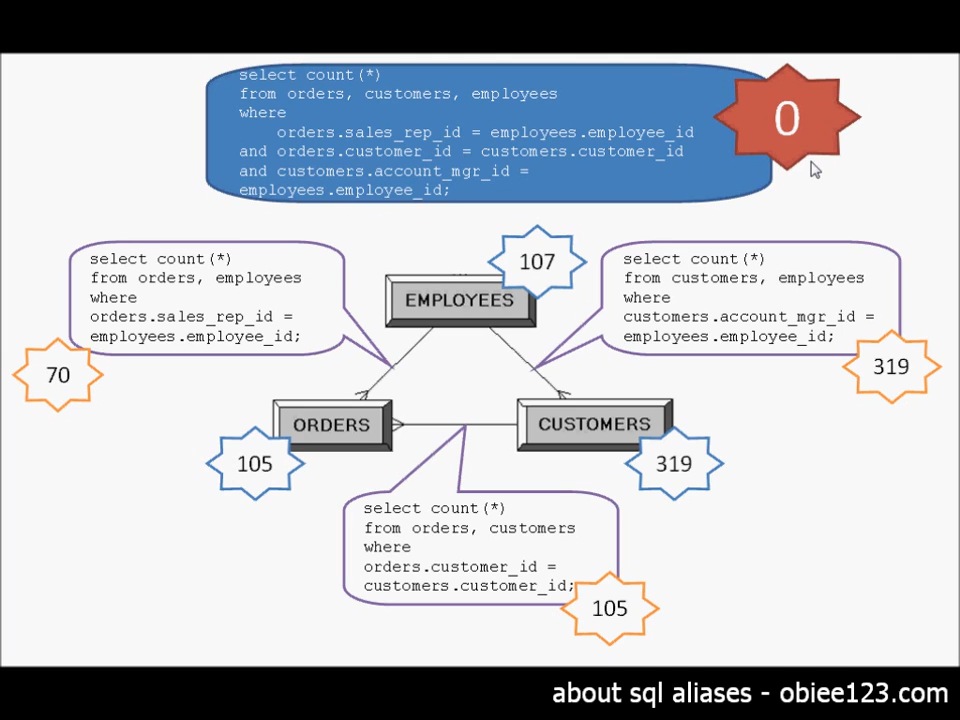 select count(*)
from orders, customers, employees
where
orders.sales_rep_id = employees.employee_id
and orders.customer_id = customers.customer_id
and customers.account_mgr_id =
employees.employee_id;
0
select count(*)
from orders, employees
where
orders.sales_rep_id =
employees.employee_id;
70
107
EMPLOYEES
select count(*)
from customers, employees
where
customers.account_mgr_id =
employees.employee_id;
319
ORDERS
105
CUSTOMERS
319
select count(*)
from orders, customers
where
orders.customer_id =
customers.customer_id;
105
about sql aliases - obiee123.com